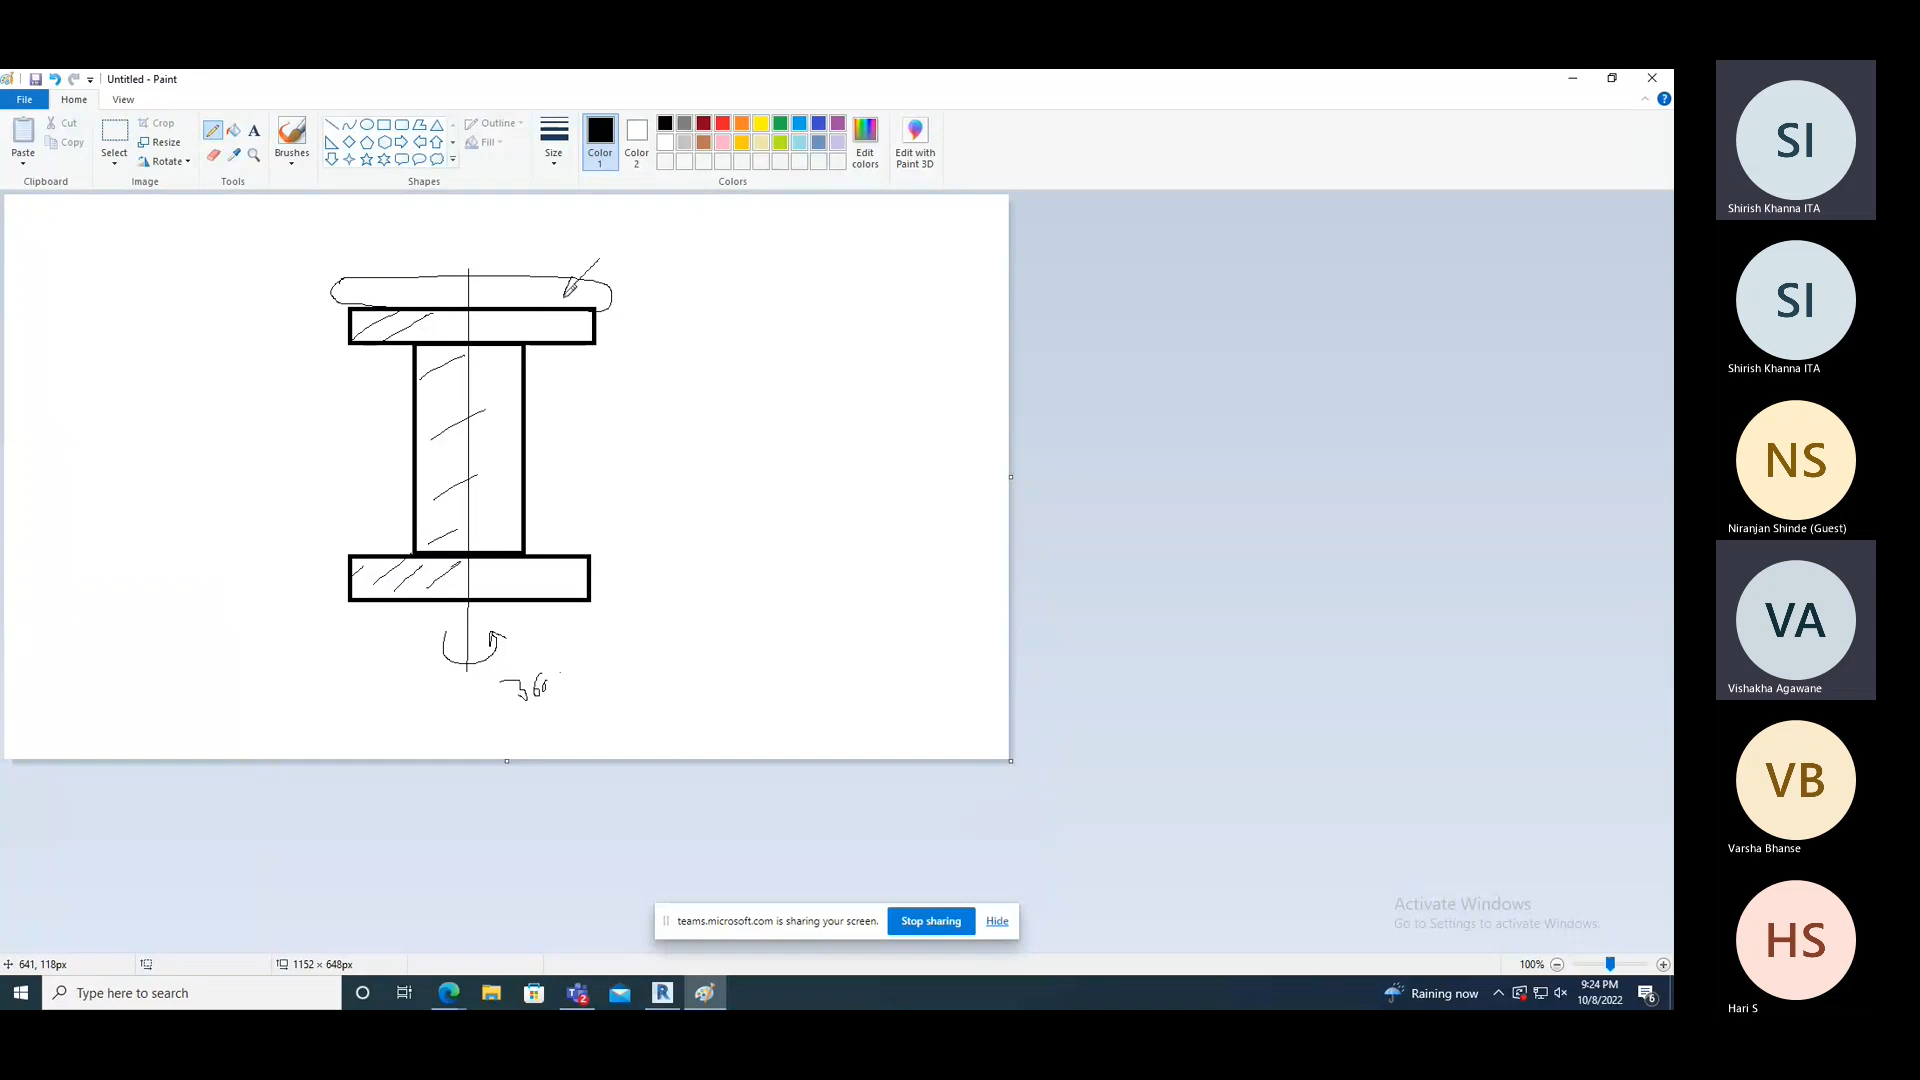 Untitled - Paint
File
Home
View
Paste
Cut
Copy
Clipboard
Select
Crop
Resize
Rotate
Image
A
Tools
Brushes
Shapes
Outline
Fill
Size
Color
1
Color
2
Colors
Edit
colors
Edit with
Paint 3D
360
teams.microsoft.com is sharing your screen.
Stop sharing
Hide
Activate Windows
Go to Settings to activate Windows.
641, 118px
1152 × 648px
100%
Type here to search
2
R
Raining now
9:24 PM
10/8/2022
6
SI
Shirish Khanna ITA
SI
Shirish Khanna ITA
NS
Niranjan Shinde (Guest)
VA
Vishakha Agawane
VB
Varsha Bhanse
HS
Hari S